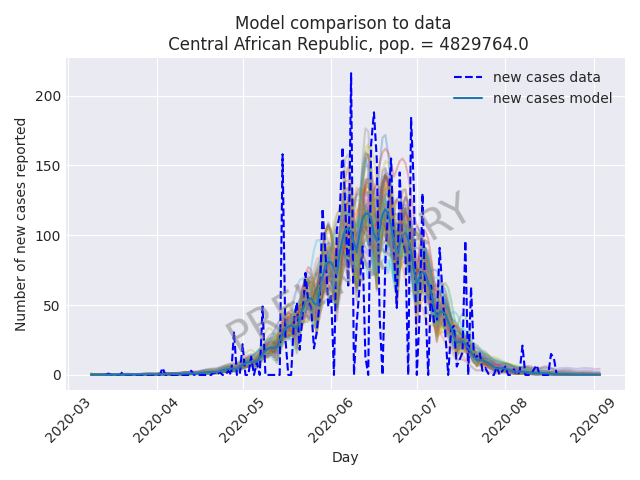 Model comparison to data
Central African Republic, pop. = 4829764.0
new cases data
new cases model
Number of new cases reported
200
150
100
50
0
PRELIMINARY
2020-03
2020-04
2020-05
2020-06
2020-07
2020-08
2020-09
Day